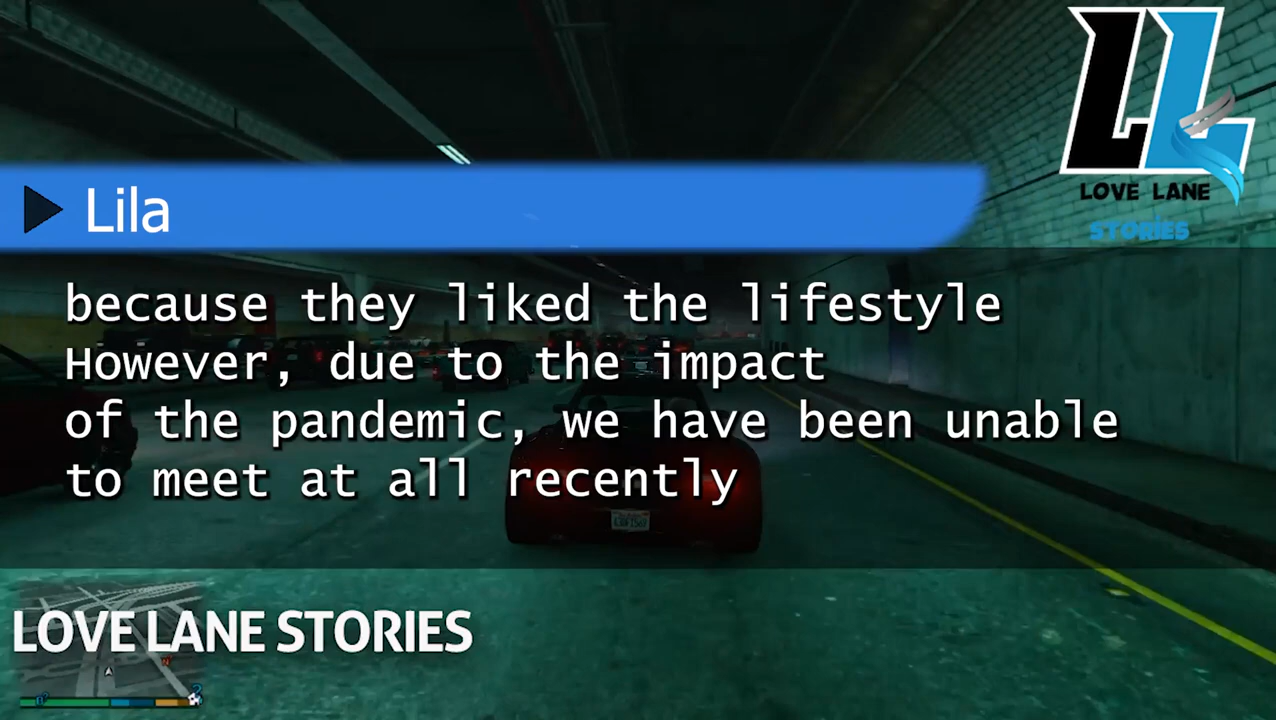 LL
LOVE LANE
STORIES
Lila
because they liked the lifestyle
However, due to the impact
of the pandemic, we have been unable
to meet at all recently
LOVE LANE STORIES